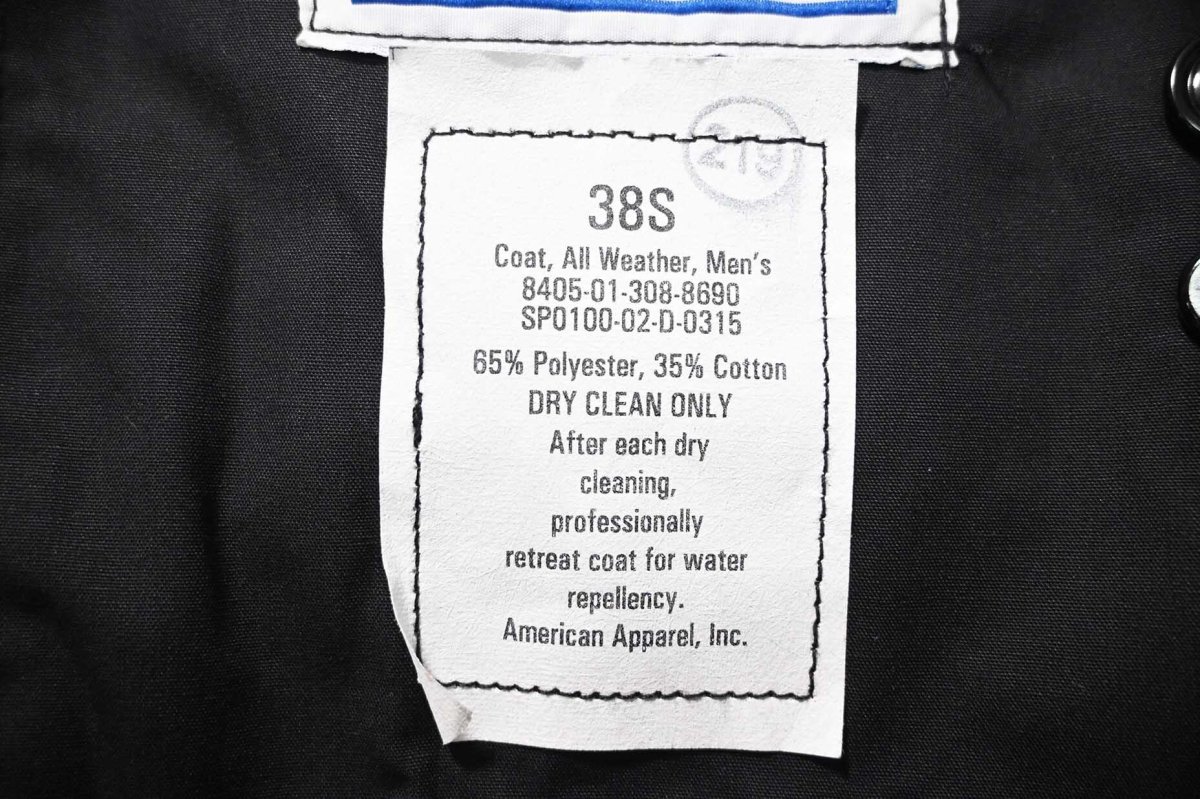 38S
Coat, All Weather, Men's
8405-01-308-8690
SP0100-02-D-0315
65% Polyester, 35% Cotton
DRY CLEAN ONLY
After each dry
cleaning,
professionally
retreat coat for water
repellency.
American Apparel, Inc.